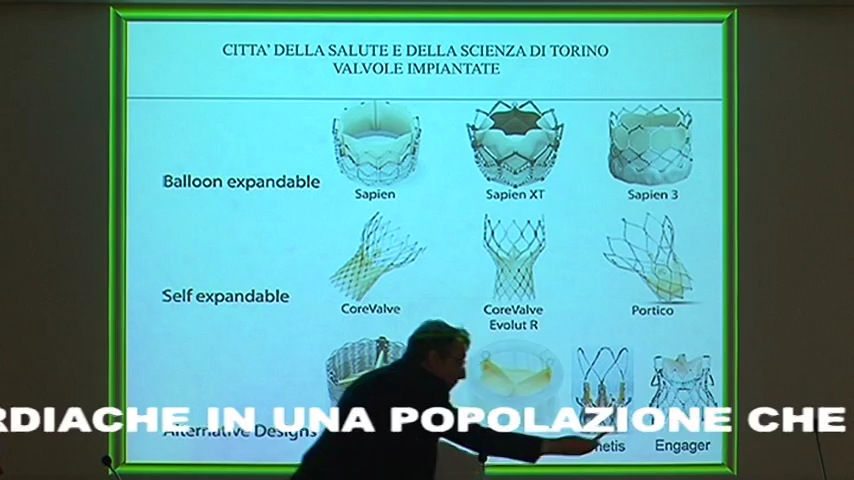 CITTA' DELLA SALUTE E DELLA SCIENZA DI TORINO
VALVOLE IMPIANTATE
Balloon expandable
Sapien
Sapien XT
Sapien 3
Self expandable
CoreValve
CoreValve
Evolut R
Portico
CHE IN UNA POPOLAZIONE CHE
Alternative Designs
Engager